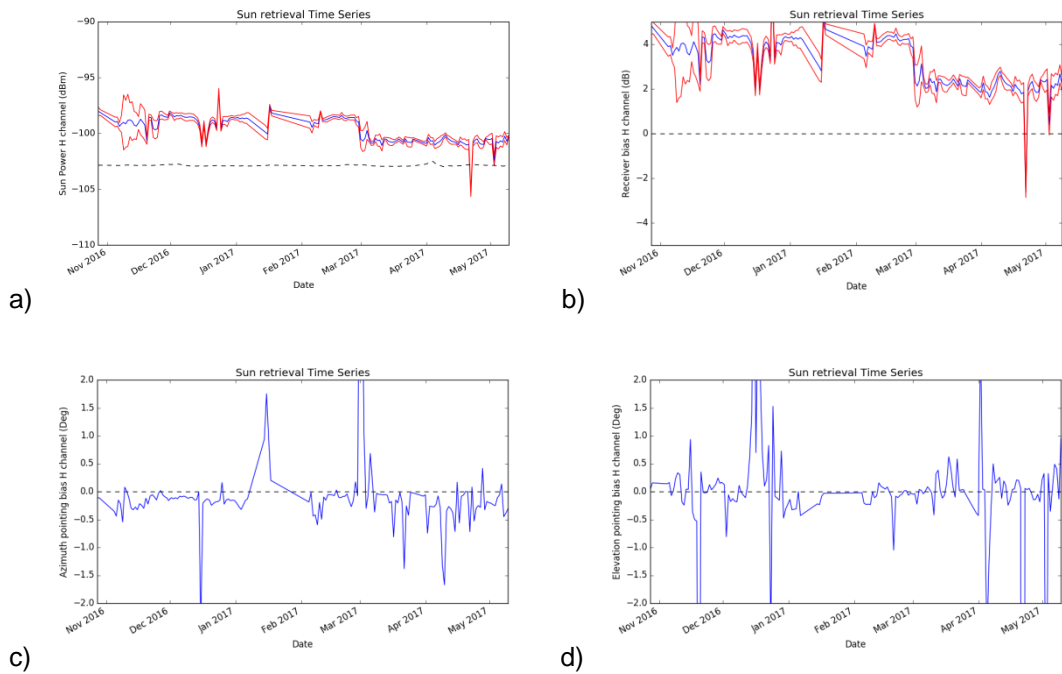 Sun retrieval Time Series
−90
−95
−100
−105
−110
Sun Power H channel (dBm)
Nov 2016
Dec 2016
Jan 2017
Feb 2017
Mar 2017
Apr 2017
May 2017
Date
a)
Sun retrieval Time Series
4
2
0
−2
−4
Receiver bias H channel (dB)
Nov 2016
Dec 2016
Jan 2017
Feb 2017
Mar 2017
Apr 2017
May 2017
Date
b)
Sun retrieval Time Series
2.0
1.5
1.0
0.5
0.0
−0.5
−1.0
−1.5
−2.0
Azimuth pointing bias H channel (Deg)
Nov 2016
Dec 2016
Jan 2017
Feb 2017
Mar 2017
Apr 2017
May 2017
Date
c)
Sun retrieval Time Series
2.0
1.5
1.0
0.5
0.0
−0.5
−1.0
−1.5
−2.0
Elevation pointing bias H channel (Deg)
Nov 2016
Dec 2016
Jan 2017
Feb 2017
Mar 2017
Apr 2017
May 2017
Date
d)